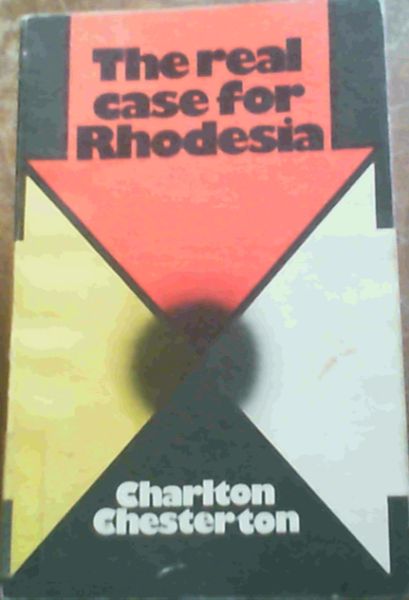 The real
case for
Rhodesia
Charlton
Chesterton